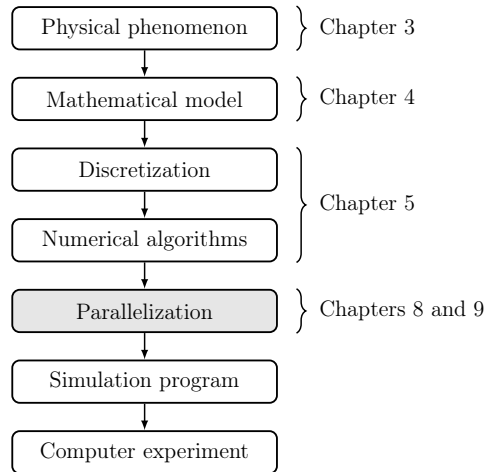 Physical phenomenon
Chapter 3
Mathematical model
Chapter 4
Discretization
Chapter 5
Numerical algorithms
Parallelization
Chapters 8 and 9
Simulation program
Computer experiment